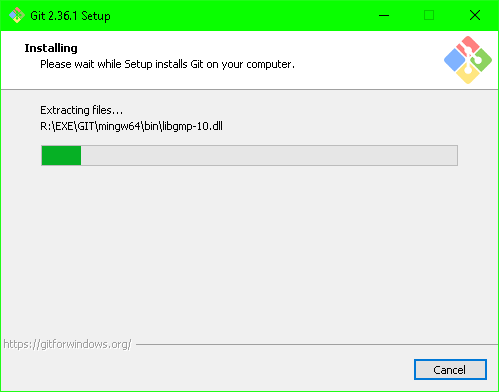 Git 2.36.1 Setup
Installing
Please wait while Setup installs Git on your computer.
Extracting files...
R:\EXE\GIT\mingw64\bin\libgmp-10.dll
https://gitforwindows.org/
Cancel